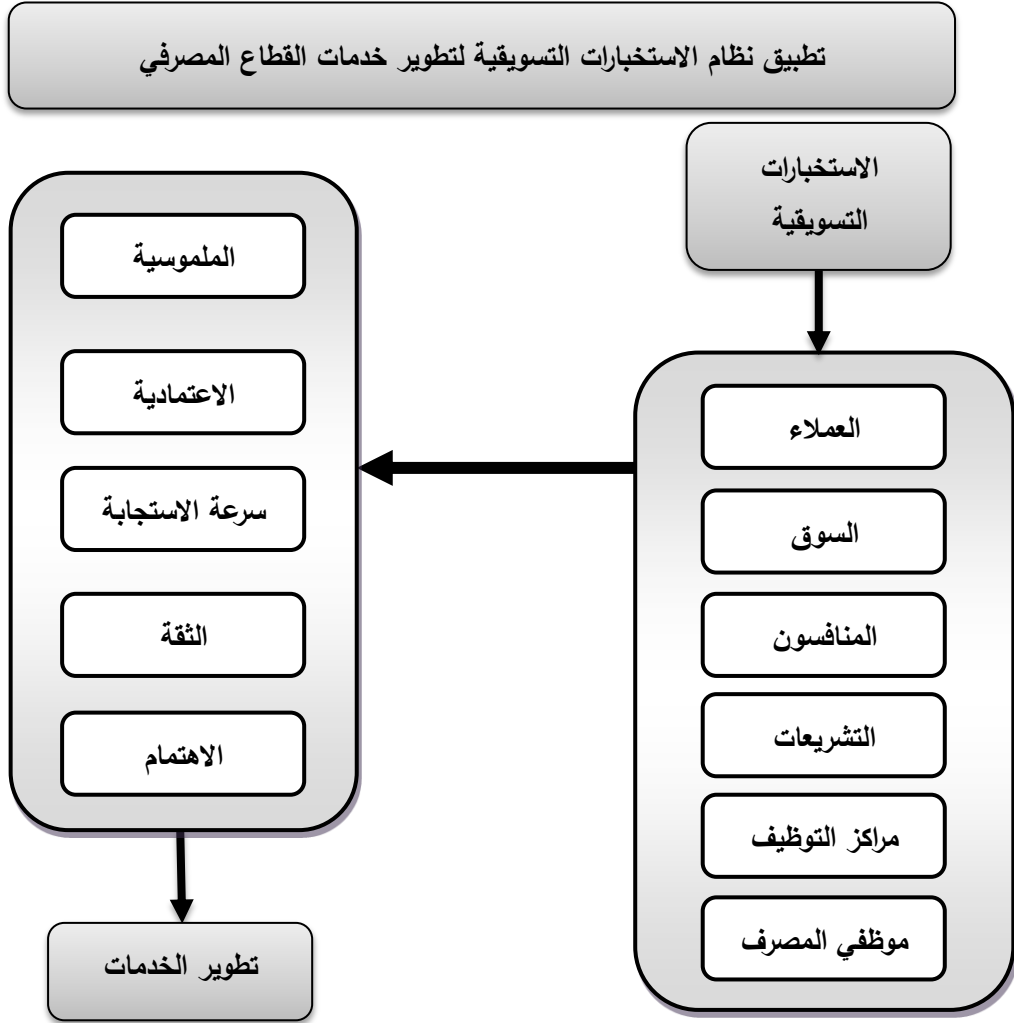 تطبيق نظام الاستخبارات التسويقية لتطوير خدمات القطاع المصرفي
الاستخبارات
التسويقية
العملاء
السوق
المنافسون
التشريعات
مراكز التوظيف
موظفي المصرف
الملموسية
الاعتمادية
سرعة الاستجابة
الثقة
الاهتمام
تطوير الخدمات